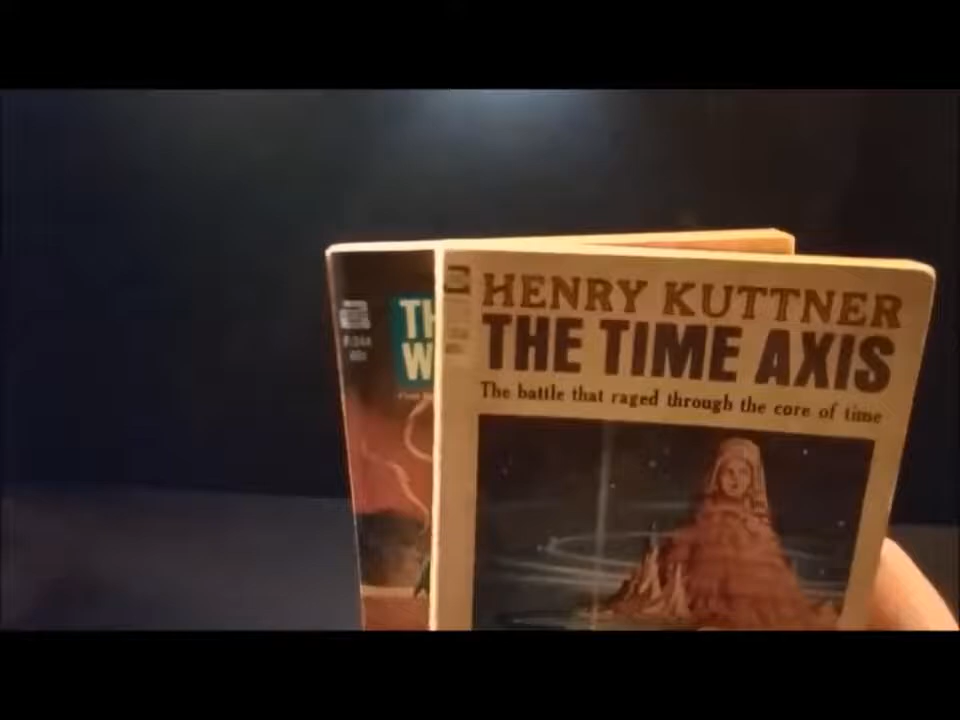 HENRY KUTTNER
THE TIME AXIS
The battle that raged through the core of time
TH
W